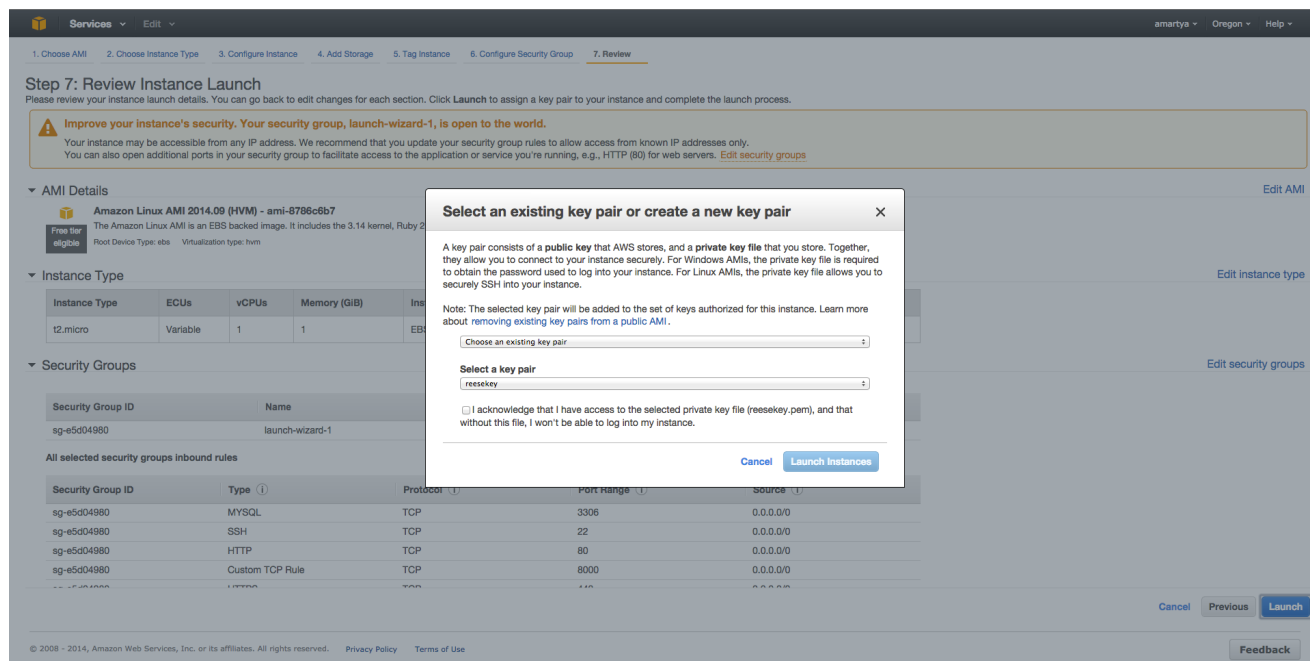 Services Edit amartya Oregon Help
1. Choose AMI 2. Choose Instance Type 3. Configure Instance 4. Add Storage 5. Tag Instance 6. Configure Security Group 7. Review
Step 7: Review Instance Launch
Please review your instance launch details. You can go back to edit changes for each section. Click Launch to assign a key pair to your instance and complete the launch process.
Improve your instance's security. Your security group, launch-wizard-1, is open to the world.
Your instance may be accessible from any IP address. We recommend that you update your security group rules to allow access from known IP addresses only.
You can also open additional ports in your security group to facilitate access to the application or service you're running, e.g., HTTP (80) for web servers. Edit security groups
AMI Details Edit AMI
Amazon Linux AMI 2014.09 (HVM) - ami-8786c6b7
Free tier eligible
The Amazon Linux AMI is an EBS backed image. It includes the 3.14 kernel, Ruby 2
Root Device Type: ebs Virtualization type: hvm
Instance Type Edit instance type
Instance Type ECUs vCPUs Memory (GiB) Ins
t2.micro Variable 1 1 EBS
Security Groups Edit security groups
Security Group ID Name
sg-e5d04980 launch-wizard-1
All selected security groups inbound rules
Security Group ID Type Protocol Port Range Source
sg-e5d04980 MYSQL TCP 3306 0.0.0.0/0
sg-e5d04980 SSH TCP 22 0.0.0.0/0
sg-e5d04980 HTTP TCP 80 0.0.0.0/0
sg-e5d04980 Custom TCP Rule TCP 8000 0.0.0.0/0
Select an existing key pair or create a new key pair
A key pair consists of a public key that AWS stores, and a private key file that you store. Together,
they allow you to connect to your instance securely. For Windows AMIs, the private key file is required
to obtain the password used to log into your instance. For Linux AMIs, the private key file allows you to
securely SSH into your instance.
Note: The selected key pair will be added to the set of keys authorized for this instance. Learn more
about removing existing key pairs from a public AMI.
Choose an existing key pair
Select a key pair
reesekey
I acknowledge that I have access to the selected private key file (reesekey.pem), and that
without this file, I won't be able to log into my instance.
Cancel Launch Instances
Cancel Previous Launch
© 2008 - 2014, Amazon Web Services, Inc. or its affiliates. All rights reserved. Privacy Policy Terms of Use Feedback